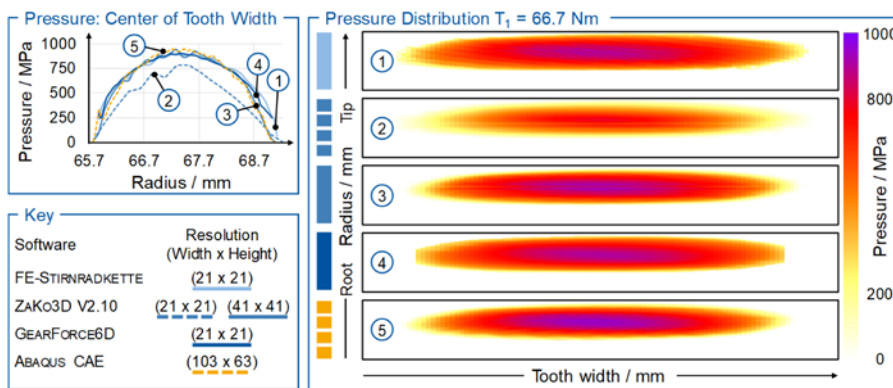 Pressure: Center of Tooth Width
Pressure / MPa
1000
750
500
250
0
65.7 66.7 67.7 68.7
Radius / mm
5
4
1
2
3
Key
Software Resolution
(Width x Height)
FE-STIRNRADKETTE (21 x 21)
ZAKO3D V2.10 (21 x 21) (41 x 41)
GEARFORCE6D (21 x 21)
ABAQUS CAE (103 x 63)
Pressure Distribution T₁ = 66.7 Nm
Root Radius / mm Tip
1
2
3
4
5
Tooth width / mm
1000
800
600
400
200
0
Pressure / MPa